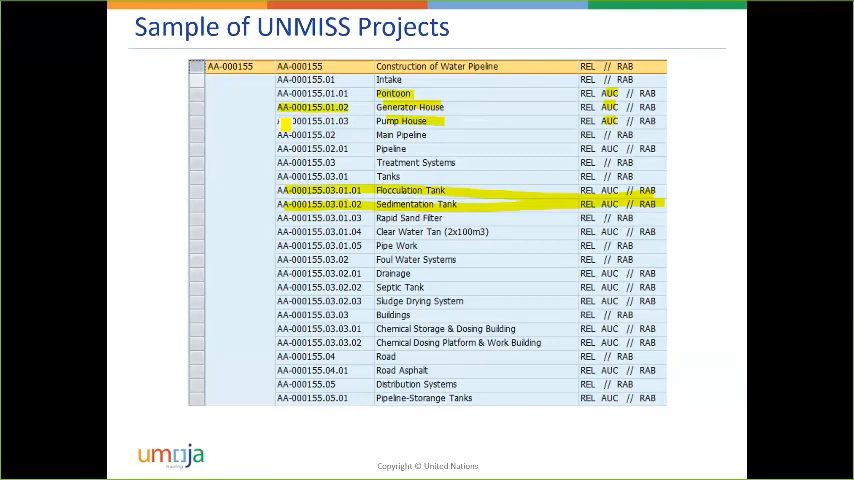 Sample of UNMISS Projects
AA-000155 AA-000155 Construction of Water Pipeline REL // RAB
AA-000155.01 Intake REL // RAB
AA-000155.01.01 Pontoon REL AUC // RAB
AA-000155.01.02 Generator House REL AUC // RAB
.01.03 Pump House REL AUC // RAB
AA-000155.02 Main Pipeline REL // RAB
AA-000155.02.01 Pipeline REL AUC // RAB
AA-000155.03 Treatment Systems REL // RAB
AA-000155.03.01 Tanks REL // RAB
AA-000155.03.01.01 Flocculation Tank REL AUC // RAB
AA-000155.03.01.02 Sedimentation Tank REL AUC // RAB
AA-000155.03.01.03 Rapid Sand Filter REL AUC // RAB
AA-000155.03.01.04 Clear Water Tan (2x100m3) REL AUC // RAB
AA-000155.03.01.05 Pipe Work REL AUC // RAB
AA-000155.03.02 Foul Water Systems REL // RAB
AA-000155.03.02.01 Drainage REL AUC // RAB
AA-000155.03.02.02 Septic Tank REL AUC // RAB
AA-000155.03.02.03 Sludge Drying System REL AUC // RAB
AA-000155.03.03 Buildings REL // RAB
AA-000155.03.03.01 Chemical Storage & Dosing Building REL AUC // RAB
AA-000155.03.03.02 Chemical Dosing Platform & Work Building REL AUC // RAB
AA-000155.04 Road REL // RAB
AA-000155.04.01 Road Asphalt REL AUC // RAB
AA-000155.05 Distribution Systems REL // RAB
AA-000155.05.01 Pipeline-Storange Tanks REL AUC // RAB
umoja
training
Copyright © United Nations